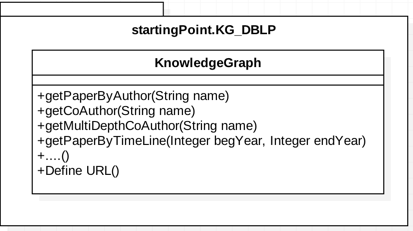 startingPoint.KG_DBLP
KnowledgeGraph
+getPaperByAuthor(String name)
+getCoAuthor(String name)
+getMultiDepthCoAuthor(String name)
+getPaperByTimeLine(Integer begYear, Integer endYear)
+....()
+Define URL()